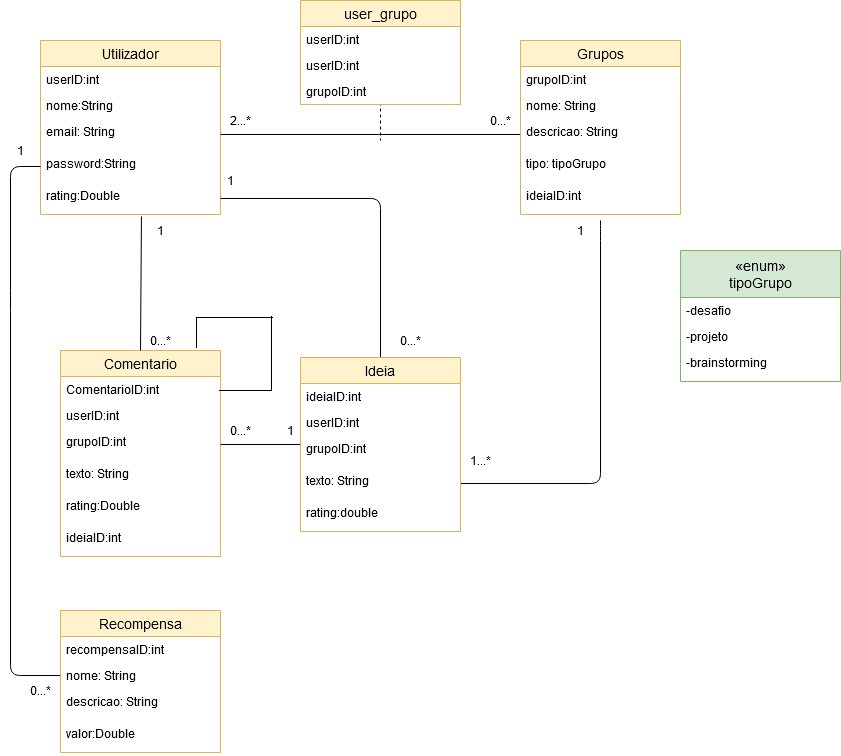 user_grupo
userID:int
userID:int
grupoID:int
Utilizador
userID:int
nome:String
email: String
password:String
rating:Double
Grupos
grupoID:int
nome: String
descricao: String
tipo: tipoGrupo
ideiaID:int
2...*
0...*
1
1
1
1
«enum»
tipoGrupo
-desafio
-projeto
-brainstorming
0...*
0...*
Comentario
ComentarioID:int
userID:int
grupoID:int
texto: String
rating:Double
ideiaID:int
0...*
1
Ideia
ideiaID:int
userID:int
grupoID:int
texto: String
rating:double
1...*
Recompensa
recompensaID:int
nome: String
descricao: String
valor:Double
0...*